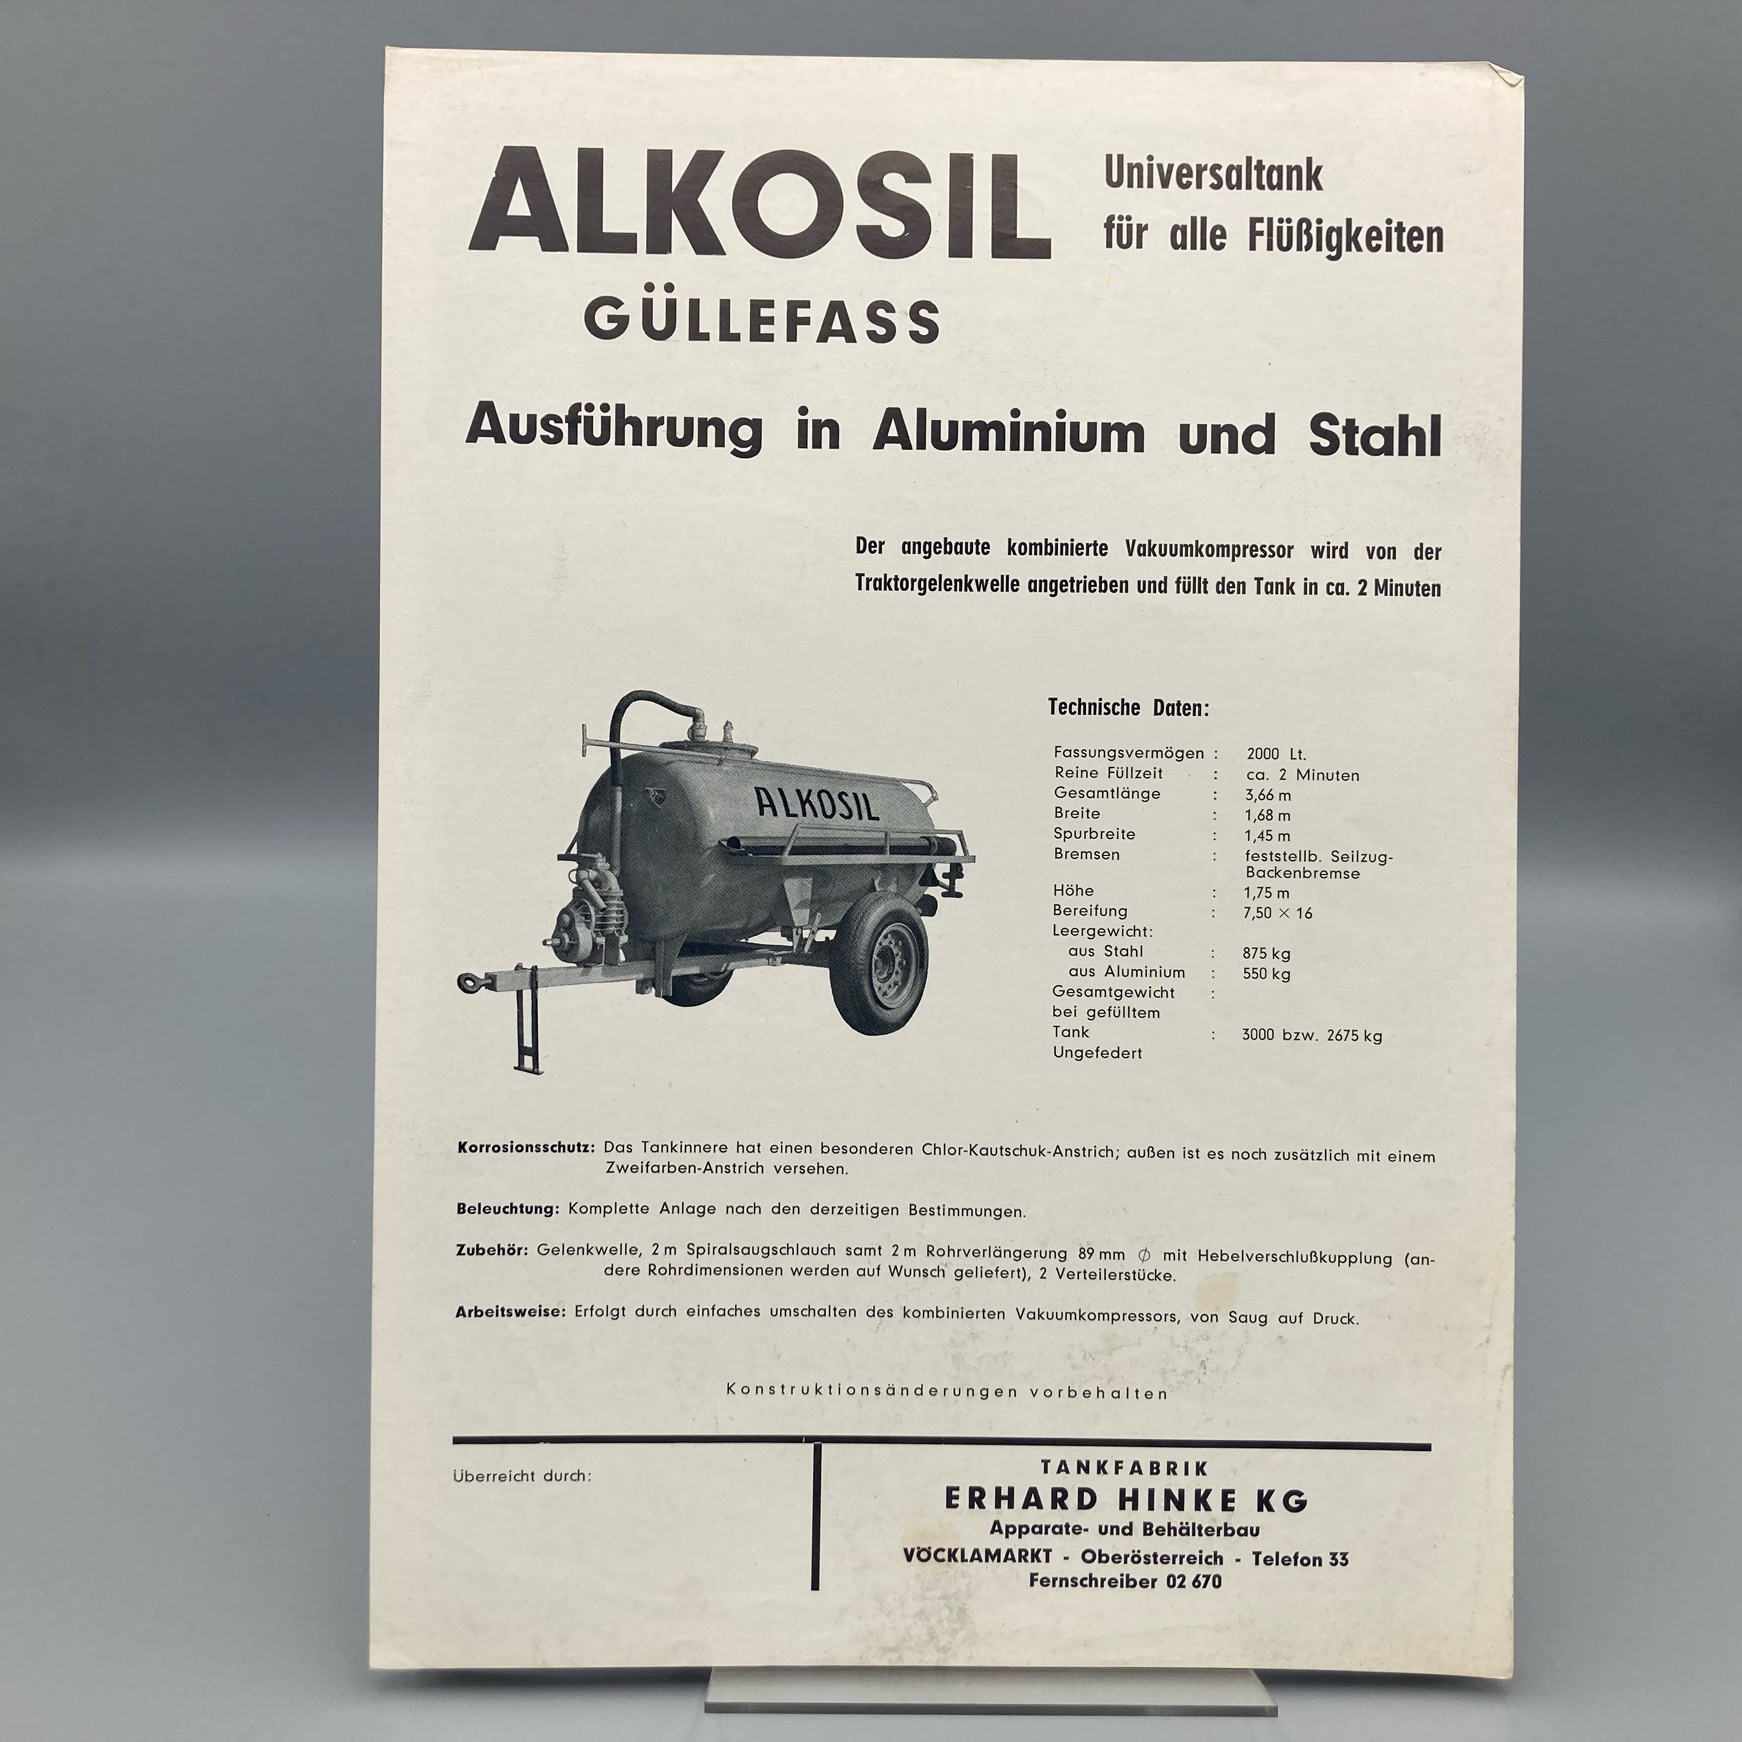 ALKOSIL
Universaltank
für alle Flüßigkeiten
GÜLLEFASS
Ausführung in Aluminium und Stahl
Der angebaute kombinierte Vakuumkompressor wird von der
Traktorgelenkwelle angetrieben und füllt den Tank in ca. 2 Minuten
ALKOSIL
Technische Daten:
Fassungsvermögen : 2000 Lt.
Reine Füllzeit : ca. 2 Minuten
Gesamtlänge : 3,66 m
Breite : 1,68 m
Spurbreite : 1,45 m
Bremsen : feststellb. Seilzug-
Backenbremse
Höhe : 1,75 m
Bereifung : 7,50 × 16
Leergewicht:
aus Stahl : 875 kg
aus Aluminium : 550 kg
Gesamtgewicht :
bei gefülltem
Tank : 3000 bzw. 2675 kg
Ungefedert
Korrosionsschutz: Das Tankinnere hat einen besonderen Chlor-Kautschuk-Anstrich; außen ist es noch zusätzlich mit einem
Zweifarben-Anstrich versehen.
Beleuchtung: Komplette Anlage nach den derzeitigen Bestimmungen.
Zubehör: Gelenkwelle, 2 m Spiralsaugschlauch samt 2 m Rohrverlängerung 89 mm ∅ mit Hebelverschlußkupplung (an-
dere Rohrdimensionen werden auf Wunsch geliefert), 2 Verteilerstücke.
Arbeitsweise: Erfolgt durch einfaches umschalten des kombinierten Vakuumkompressors, von Saug auf Druck.
Konstruktionsänderungen vorbehalten
Überreicht durch:
TANKFABRIK
ERHARD HINKE KG
Apparate- und Behälterbau
VÖCKLAMARKT - Oberösterreich - Telefon 33
Fernschreiber 02 670